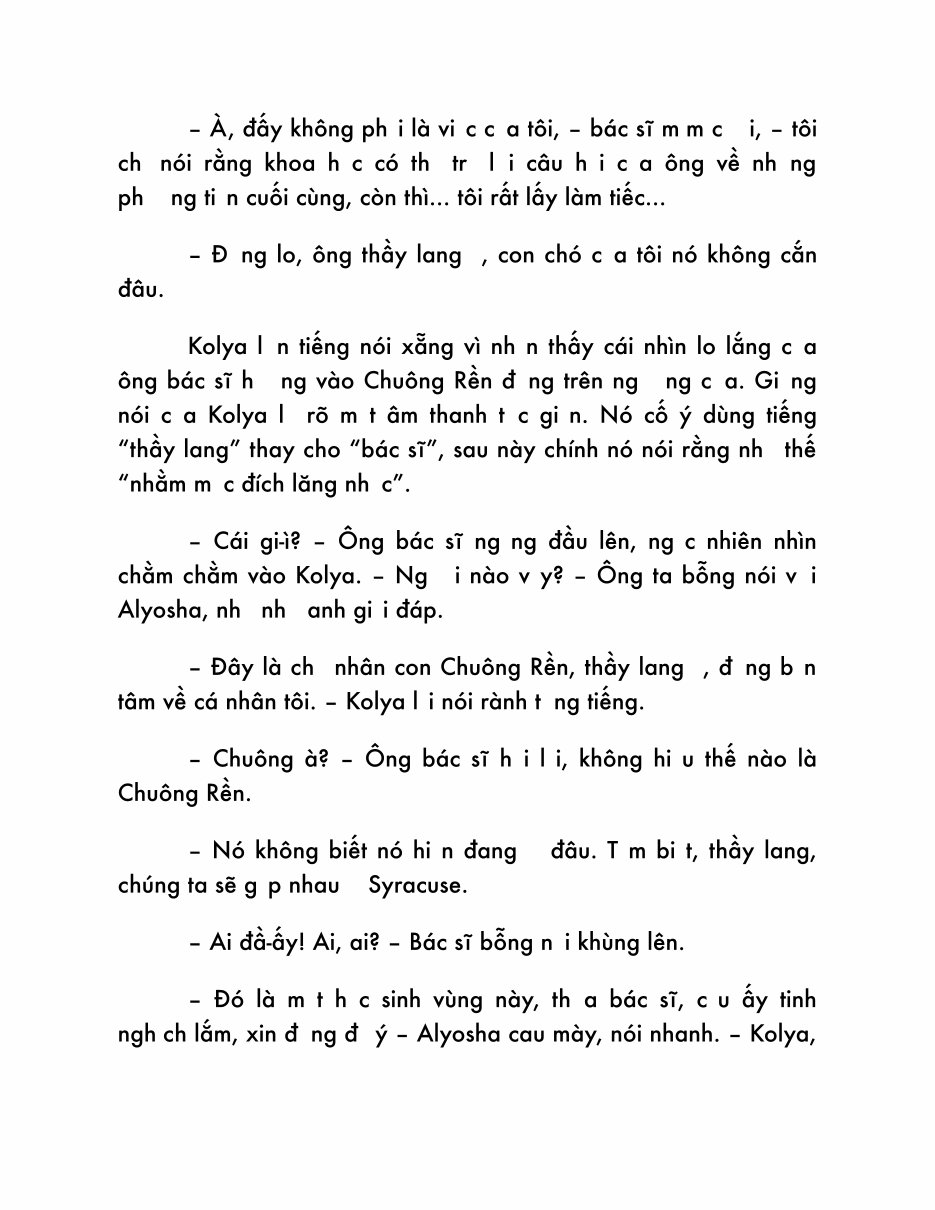 – À, đấy không ph i là vi c c a tôi, – bác sĩ m m c  i, – tôi
ch  nói rằng khoa h c có th  tr  l i câu h i c a ông về nh ng
ph  ng ti n cuối cùng, còn thì... tôi rất lấy làm tiếc...
– Đ ng lo, ông thầy lang  , con chó c a tôi nó không cắn
đâu.
Kolya l n tiếng nói xẵng vì nh n thấy cái nhìn lo lắng c a
ông bác sĩ h  ng vào Chuông Rền đ ng trên ng  ng c a. Gi ng
nói c a Kolya l  rõ m t âm thanh t c gi n. Nó cố ý dùng tiếng
“thầy lang” thay cho “bác sĩ”, sau này chính nó nói rằng nh  thế
“nhằm m c đích lăng nh c”.
– Cái gi-ì? – Ông bác sĩ ng ng đầu lên, ng c nhiên nhìn
chằm chằm vào Kolya. – Ng  i nào v y? – Ông ta bỗng nói v i
Alyosha, nh  nh  anh gi i đáp.
– Đây là ch  nhân con Chuông Rền, thầy lang  , đ ng b n
tâm về cá nhân tôi. – Kolya l i nói rành t ng tiếng.
– Chuông à? – Ông bác sĩ h i l i, không hi u thế nào là
Chuông Rền.
– Nó không biết nó hi n đang   đâu. T m bi t, thầy lang,
chúng ta sẽ g p nhau   Syracuse.
– Ai đầ-ấy! Ai, ai? – Bác sĩ bỗng n i khùng lên.
– Đó là m t h c sinh vùng này, th a bác sĩ, c u ấy tinh
ngh ch lắm, xin đ ng đ  ý – Alyosha cau mày, nói nhanh. – Kolya,